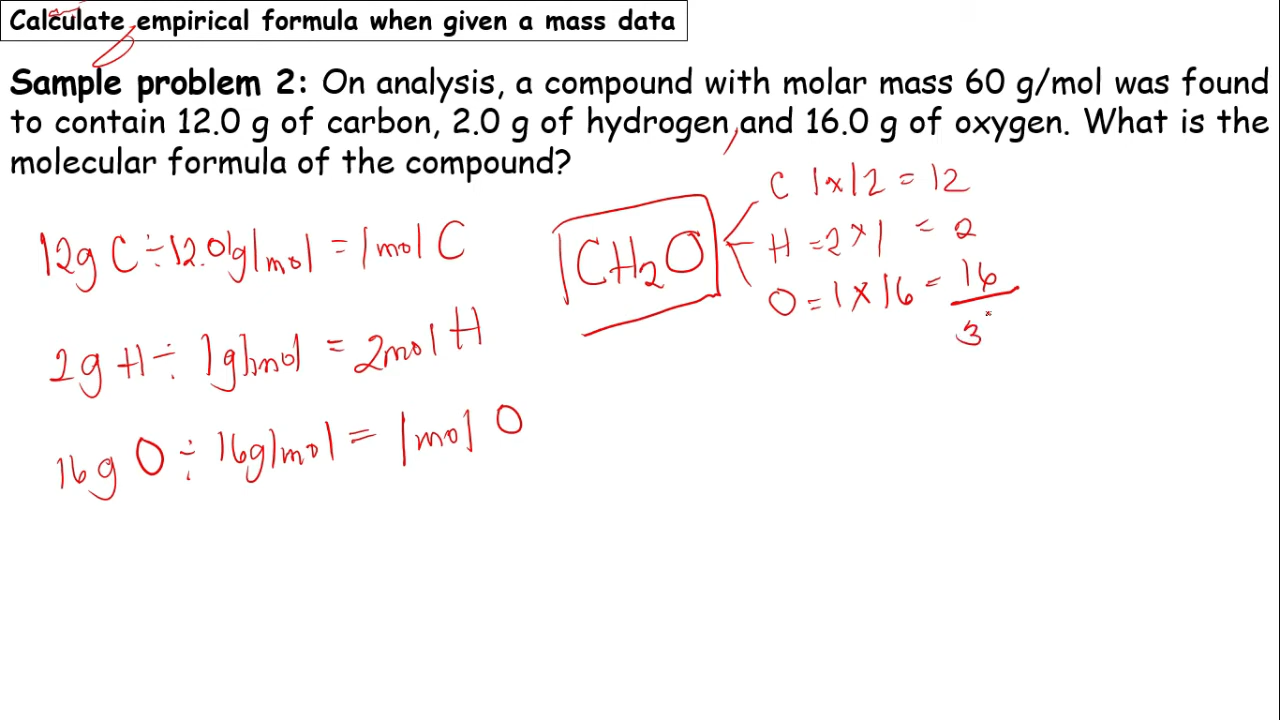 Calculate empirical formula when given a mass data
Sample problem 2: On analysis, a compound with molar mass 60 g/mol was found
to contain 12.0 g of carbon, 2.0 g of hydrogen and 16.0 g of oxygen. What is the
molecular formula of the compound?
12g C ÷ 12.01g/mol = 1mol C
2g H ÷ 1g/mol = 2mol H
16g O ÷ 16g/mol = 1mol O
CH₂O
C 1x12 = 12
H = 2x1 = 2
O = 1x16 = 16
3